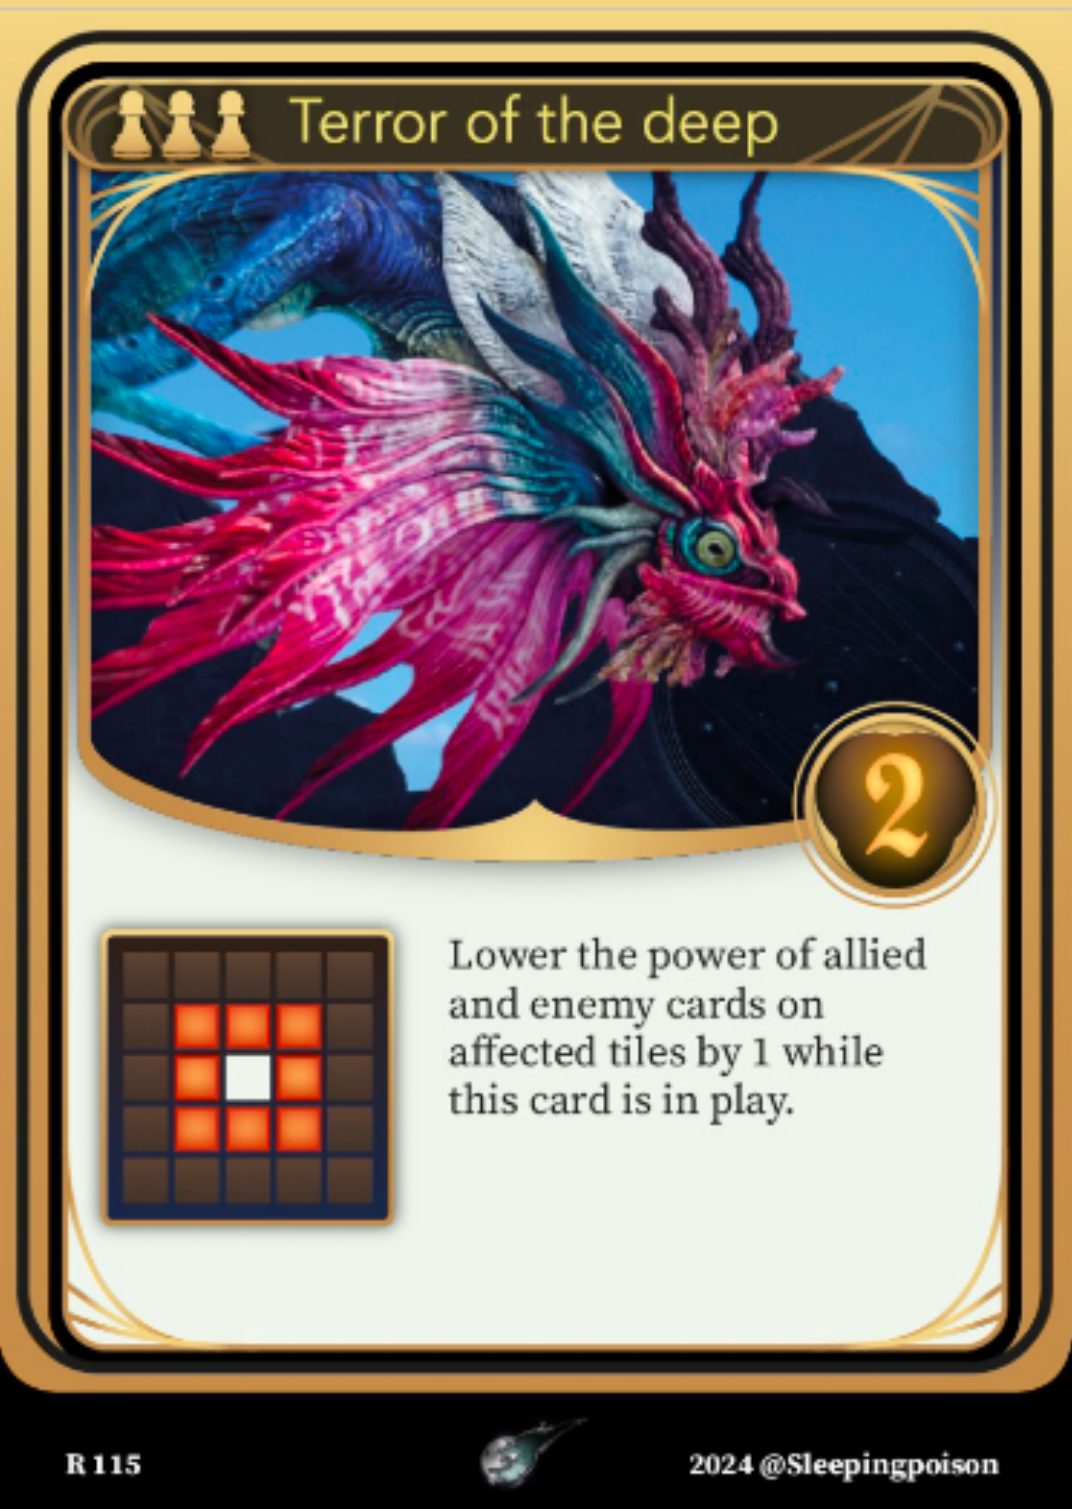 Terror of the deep
2
Lower the power of allied
and enemy cards on
affected tiles by 1 while
this card is in play.
R 115
2024 @Sleepingpoison